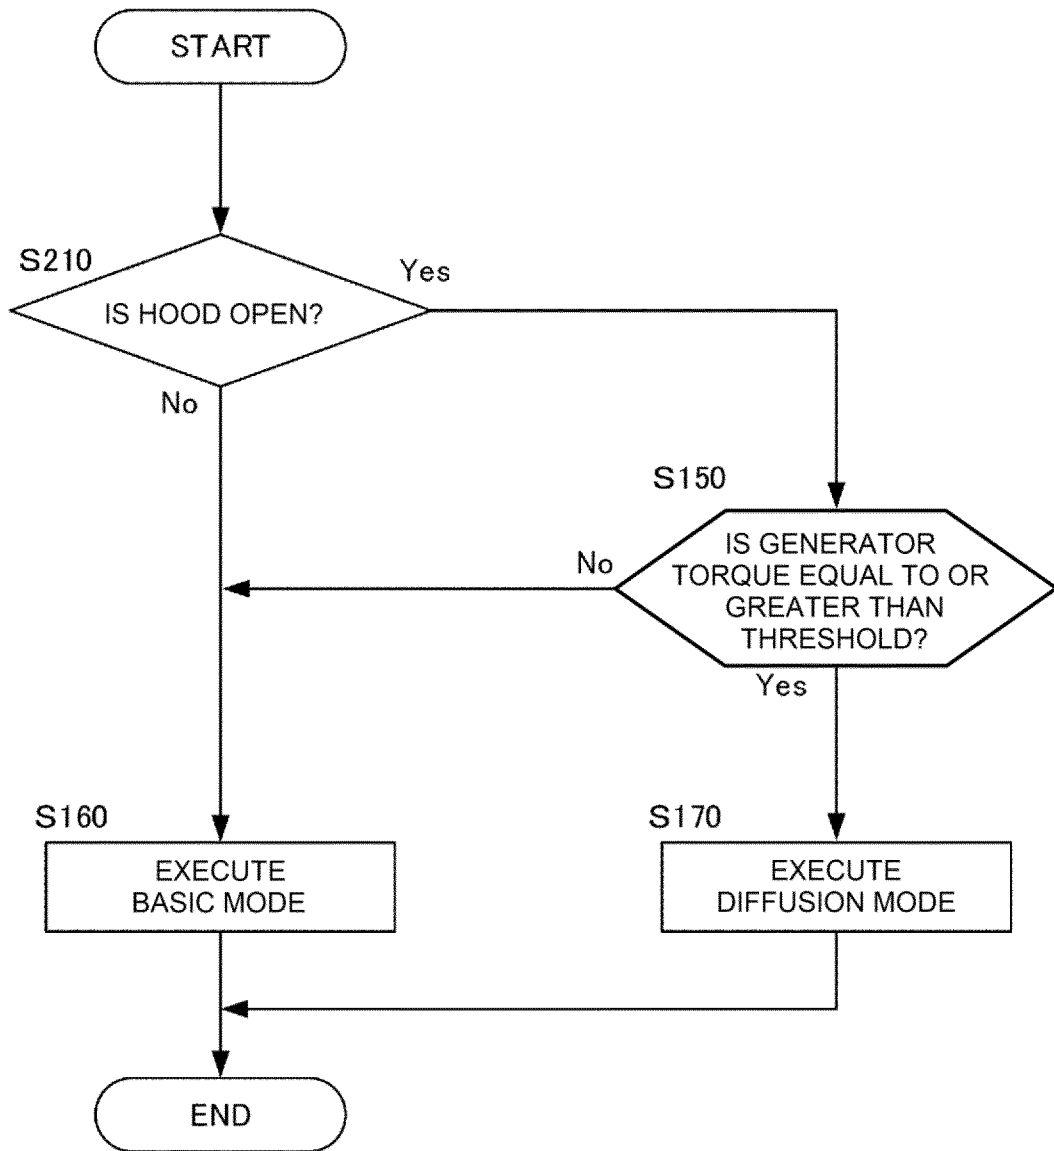 START
S210
Yes
IS HOOD OPEN?
No
S150
No
IS GENERATOR
TORQUE EQUAL TO OR
GREATER THAN
THRESHOLD?
Yes
S160
EXECUTE
BASIC MODE
S170
EXECUTE
DIFFUSION MODE
END